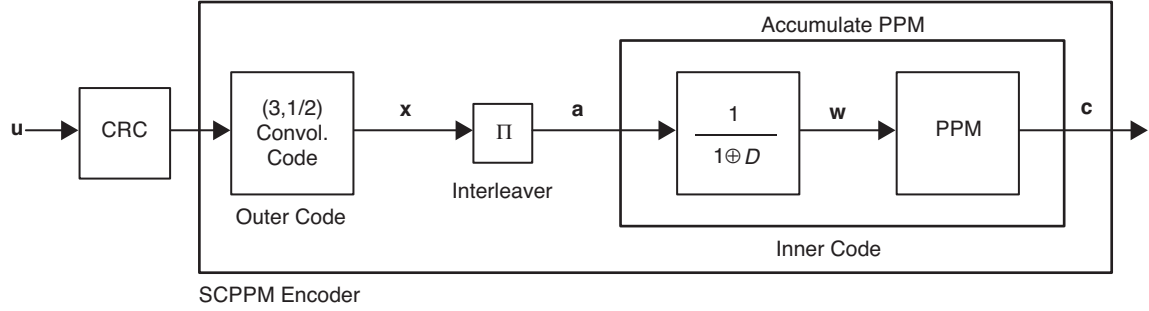 Accumulate PPM
u
CRC
(3,1/2)
Convol.
Code
x
Π
a
1
1⊕D
w
PPM
c
Interleaver
Outer Code
Inner Code
SCPPM Encoder